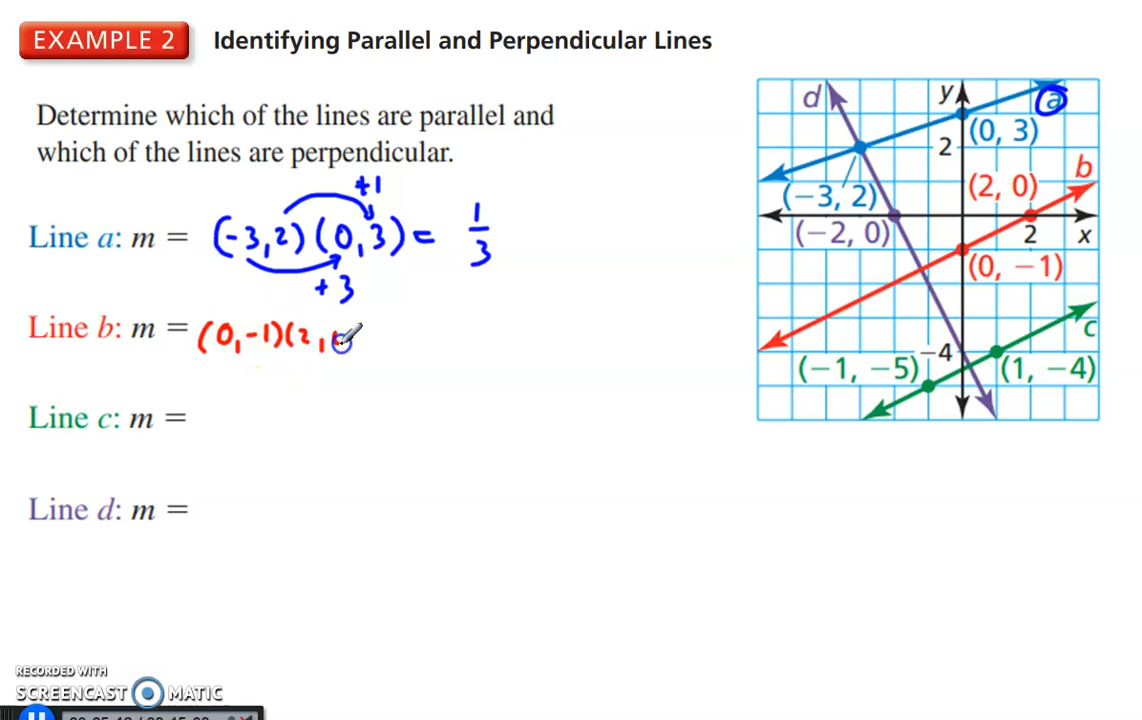 EXAMPLE 2 Identifying Parallel and Perpendicular Lines
Determine which of the lines are parallel and
which of the lines are perpendicular.
+1
Line a: m = (-3,2)(0,3)= 1/3
+3
Line b: m = (0,-1)(2,
Line c: m =
Line d: m =
d y a
(0, 3)
2
b
(−3, 2) (2, 0)
(−2, 0) 2 x
(0, −1)
c
−4
(−1, −5) (1, −4)
RECORDED WITH
SCREENCAST MATIC